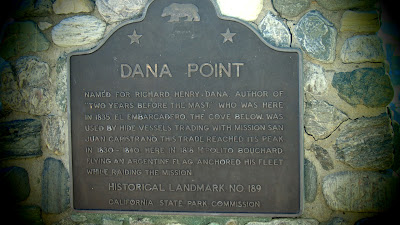 DANA POINT
NAMED FOR RICHARD HENRY DANA, AUTHOR OF
"TWO YEARS BEFORE THE MAST" WHO WAS HERE
IN 1835. EL EMBARCADERO, THE COVE BELOW, WAS
USED BY HIDE VESSELS TRADING WITH MISSION SAN
JUAN CAPISTRANO. THIS TRADE REACHED ITS PEAK
IN 1830-1840. HERE IN 1818
BOUCHARD
FLYING AN ARGENTINE FLAG, ANCHORED HIS FLEET
WHILE RAIDING THE MISSION.
HISTORICAL LANDMARK NO 189
CALIFORNIA STATE PARK COMMISSION